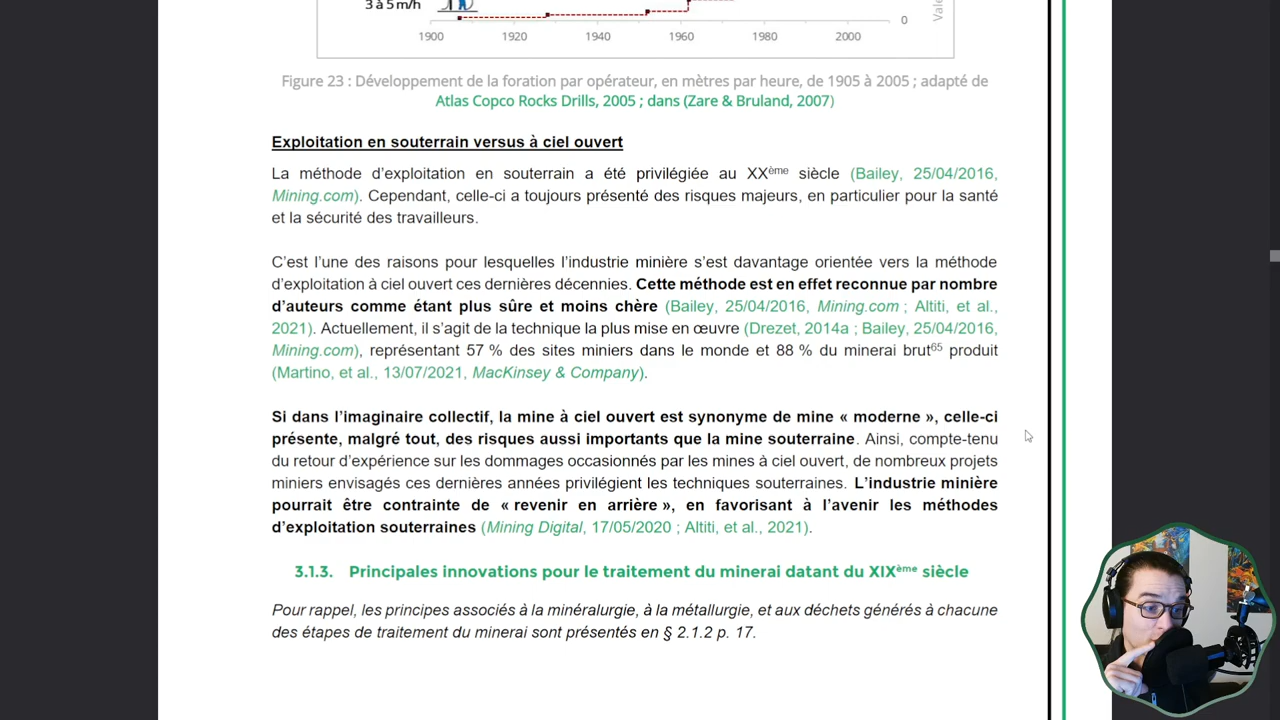 3 à 5 m/h
0
Vale
1900 1920 1940 1960 1980 2000
Figure 23 : Développement de la foration par opérateur, en mètres par heure, de 1905 à 2005 ; adapté de
Atlas Copco Rocks Drills, 2005 ; dans (Zare & Bruland, 2007)
Exploitation en souterrain versus à ciel ouvert
La méthode d’exploitation en souterrain a été privilégiée au XXème siècle (Bailey, 25/04/2016,
Mining.com). Cependant, celle-ci a toujours présenté des risques majeurs, en particulier pour la santé
et la sécurité des travailleurs.
C’est l’une des raisons pour lesquelles l’industrie minière s’est davantage orientée vers la méthode
d’exploitation à ciel ouvert ces dernières décennies. Cette méthode est en effet reconnue par nombre
d’auteurs comme étant plus sûre et moins chère (Bailey, 25/04/2016, Mining.com ; Altiti, et al.,
2021). Actuellement, il s’agit de la technique la plus mise en œuvre (Drezet, 2014a ; Bailey, 25/04/2016,
Mining.com), représentant 57 % des sites miniers dans le monde et 88 % du minerai brut65 produit
(Martino, et al., 13/07/2021, MacKinsey & Company).
Si dans l’imaginaire collectif, la mine à ciel ouvert est synonyme de mine « moderne », celle-ci
présente, malgré tout, des risques aussi importants que la mine souterraine. Ainsi, compte-tenu
du retour d’expérience sur les dommages occasionnés par les mines à ciel ouvert, de nombreux projets
miniers envisagés ces dernières années privilégient les techniques souterraines. L’industrie minière
pourrait être contrainte de « revenir en arrière », en favorisant à l’avenir les méthodes
d’exploitation souterraines (Mining Digital, 17/05/2020 ; Altiti, et al., 2021).
3.1.3. Principales innovations pour le traitement du minerai datant du XIXème siècle
Pour rappel, les principes associés à la minéralurgie, à la métallurgie, et aux déchets générés à chacune
des étapes de traitement du minerai sont présentés en § 2.1.2 p. 17.